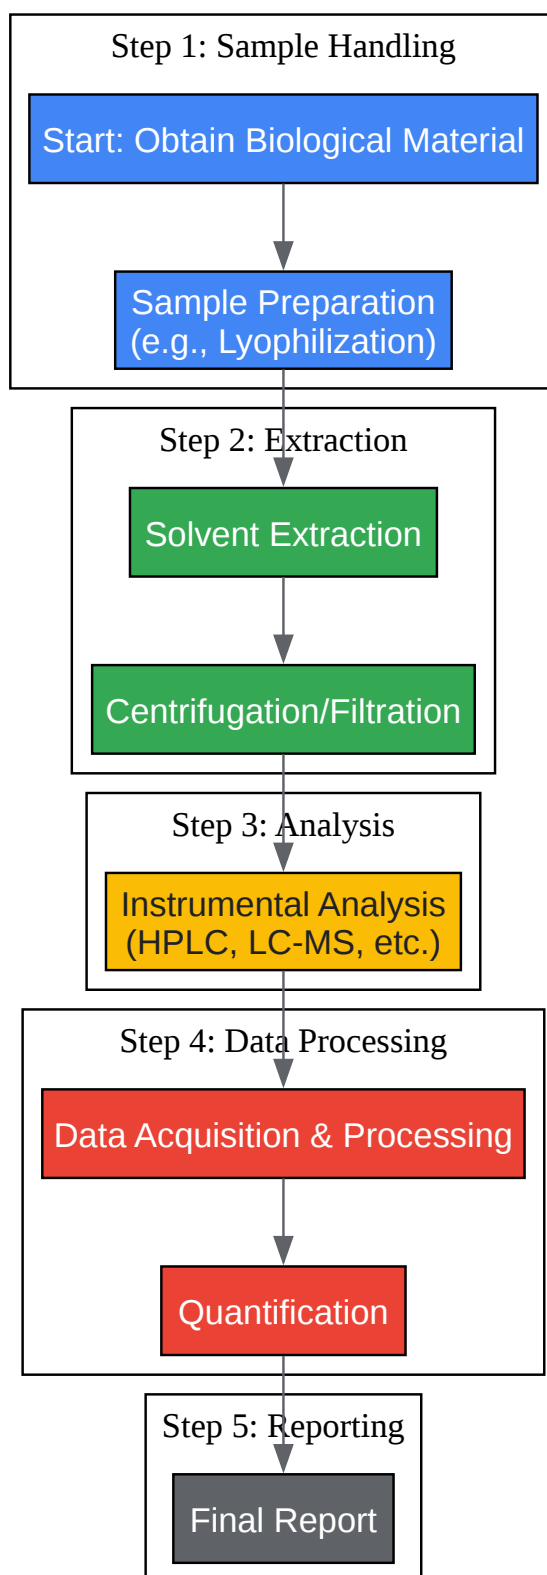 Step 1: Sample Handling
Start: Obtain Biological Material
Sample Preparation
(e.g., Lyophilization)
Step 2: Extraction
Solvent Extraction
Centrifugation/Filtration
Step 3: Analysis
Instrumental Analysis
(HPLC, LC-MS, etc.)
Step 4: Data Processing
Data Acquisition & Processing
Quantification
Step 5: Reporting
Final Report